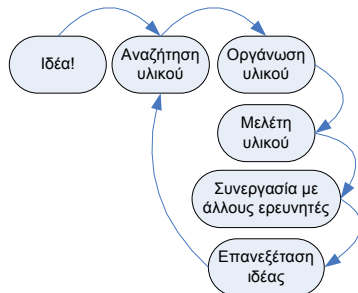 Ιδέα!
Αναζήτηση
υλικού
Οργάνωση
υλικού
Μελέτη
υλικού
Συνεργασία με
άλλους ερευνητές
Επανεξέταση
ιδέας